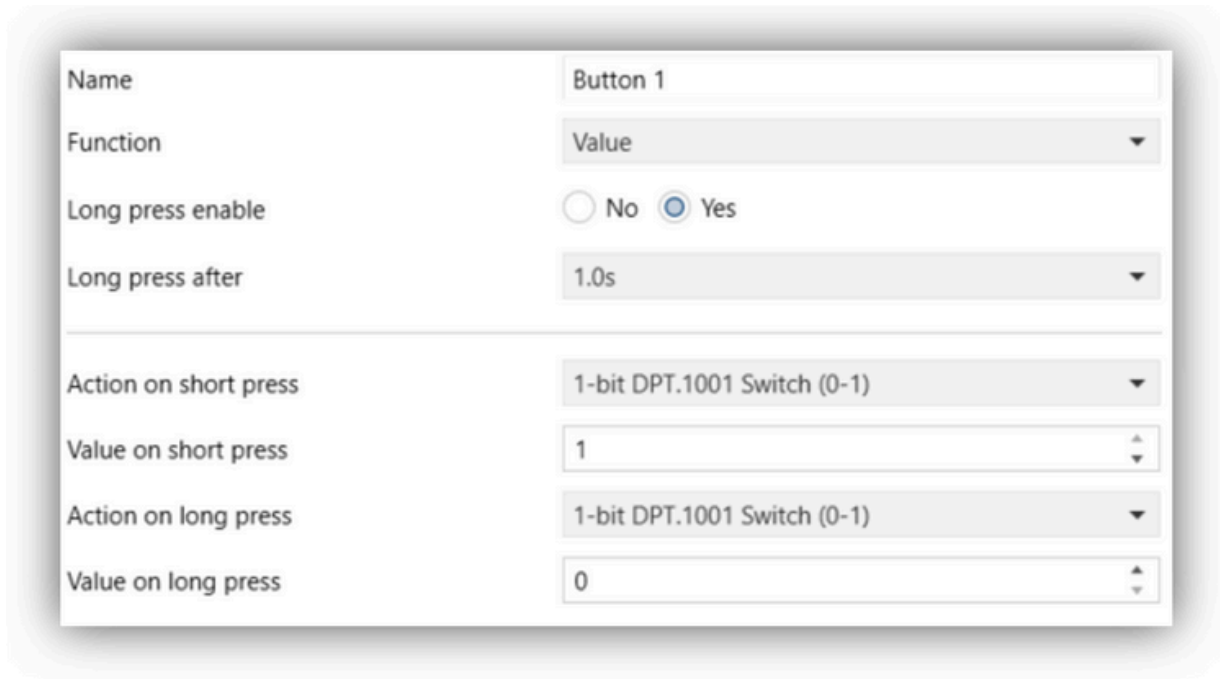 Name Button 1
Function Value
Long press enable No Yes
Long press after 1.0s
Action on short press 1-bit DPT.1001 Switch (0-1)
Value on short press 1
Action on long press 1-bit DPT.1001 Switch (0-1)
Value on long press 0